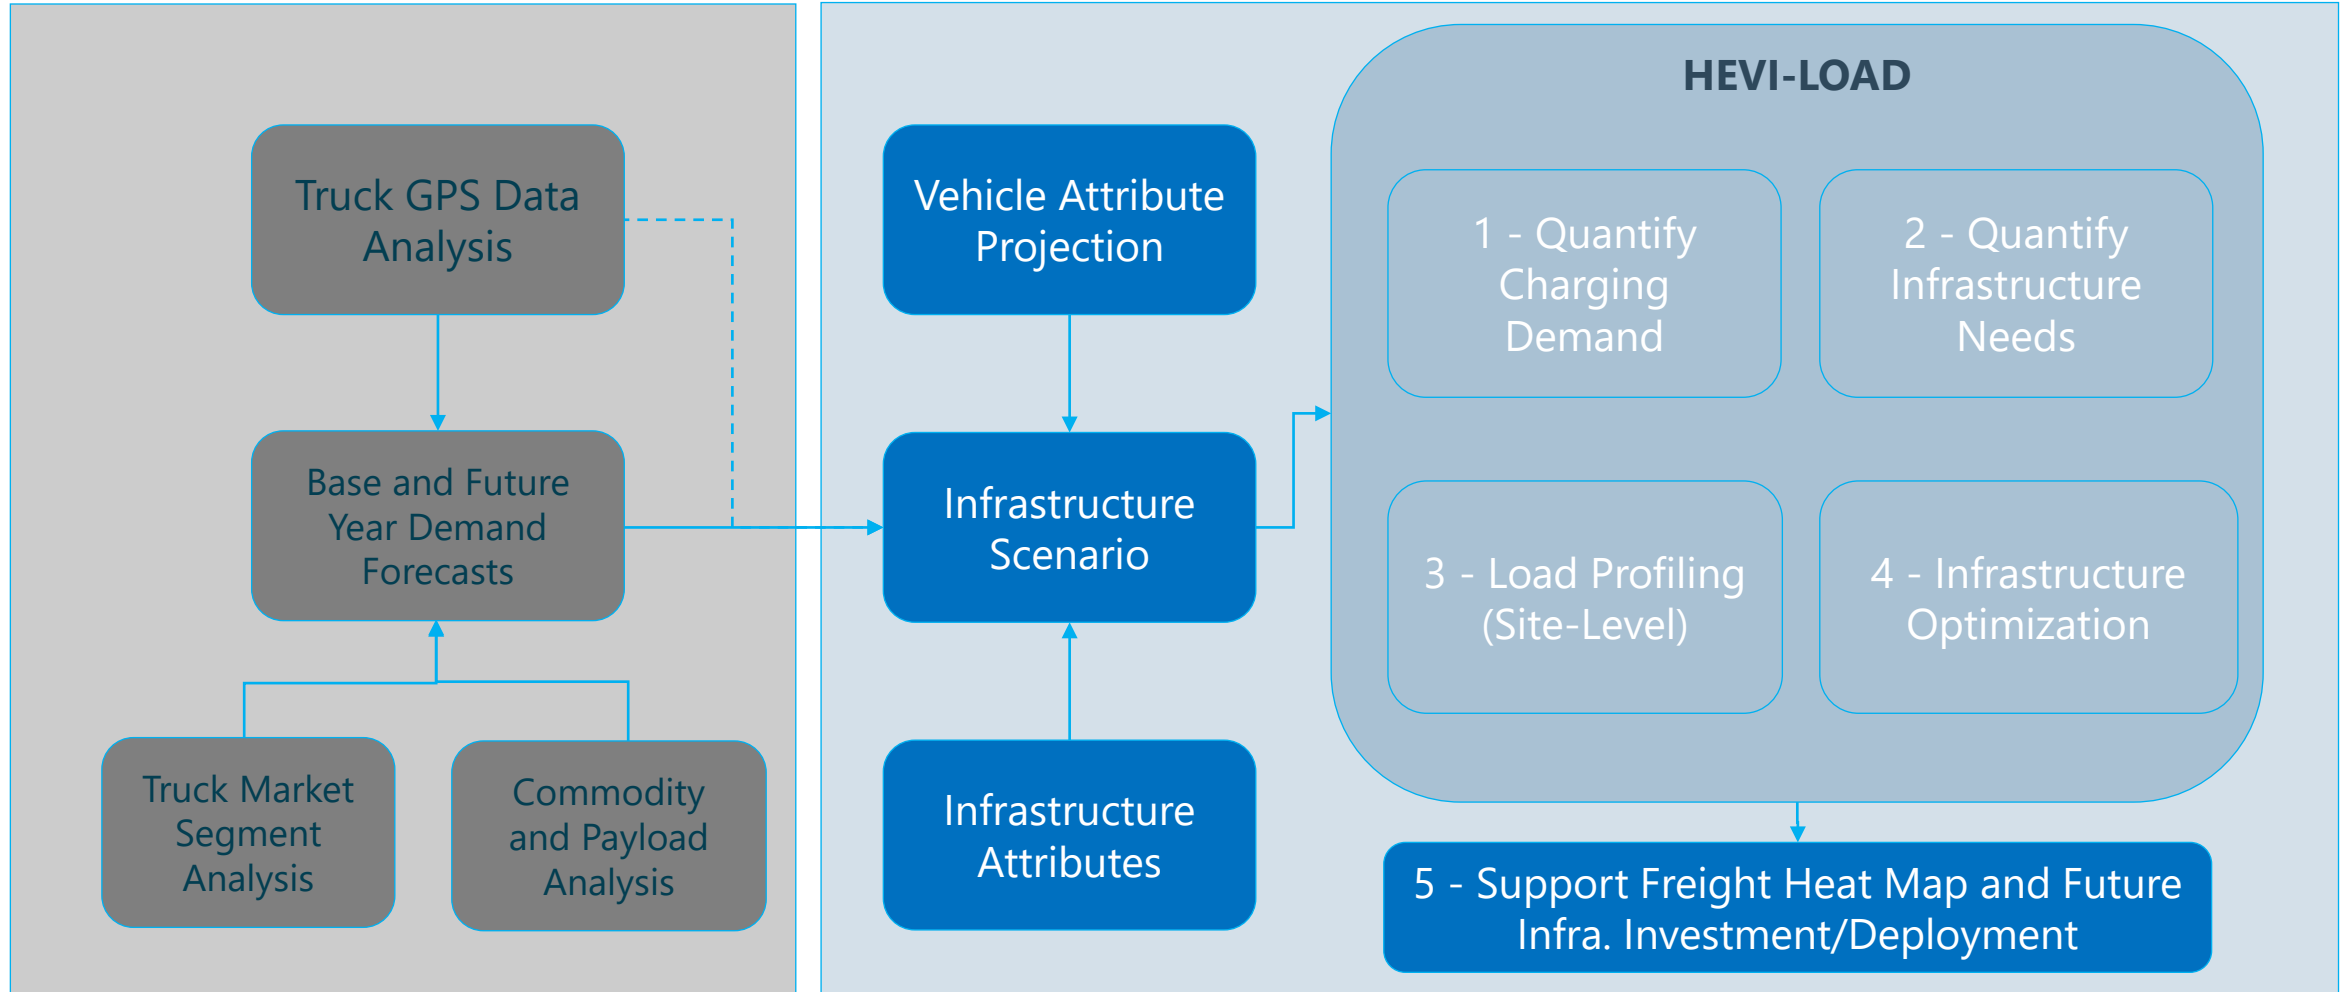 Truck GPS Data
Analysis
Base and Future
Year Demand
Forecasts
Truck Market
Segment
Analysis
Commodity
and Payload
Analysis
Vehicle Attribute
Projection
Infrastructure
Scenario
Infrastructure
Attributes
HEVI-LOAD
1 - Quantify
Charging
Demand
2 - Quantify
Infrastructure
Needs
3 - Load Profiling
(Site-Level)
4 - Infrastructure
Optimization
5 - Support Freight Heat Map and Future
Infra. Investment/Deployment